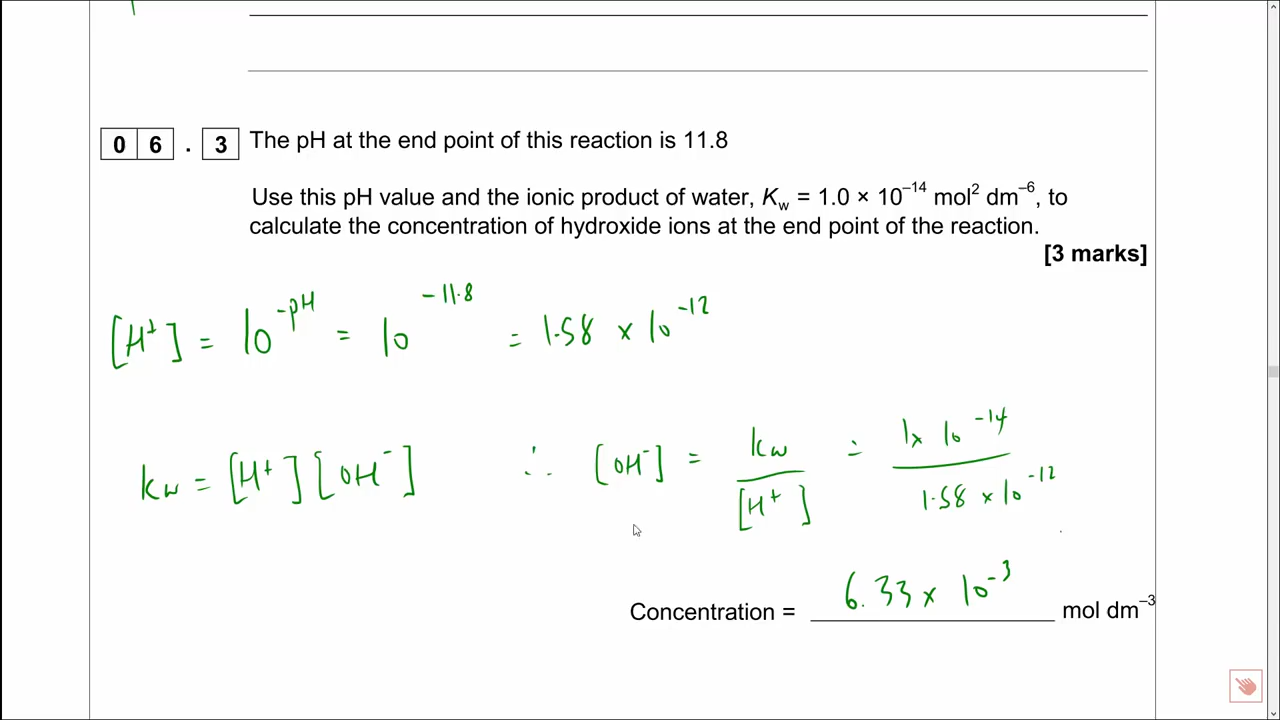 06.3 The pH at the end point of this reaction is 11.8
Use this pH value and the ionic product of water, Kw = 1.0 × 10⁻¹⁴ mol² dm⁻⁶, to
calculate the concentration of hydroxide ions at the end point of the reaction.
[3 marks]
[H⁺] = 10⁻ᵖᴴ = 10⁻¹¹·⁸ = 1.58 × 10⁻¹²
kw = [H⁺][OH⁻] ∴ [OH⁻] = kw / [H⁺] = 1x 10⁻¹⁴ / 1.58 × 10⁻¹²
Concentration = 6.33 x 10⁻³ mol dm⁻³